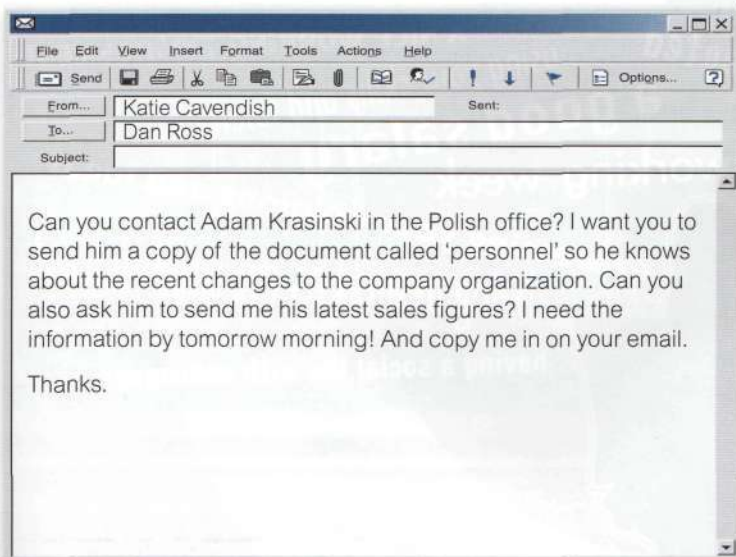 File Edit View Insert Format Tools Actions Help
Send Options...
From... Katie Cavendish Sent:
To... Dan Ross
Subject:
Can you contact Adam Krasinski in the Polish office? I want you to
send him a copy of the document called 'personnel' so he knows
about the recent changes to the company organization. Can you
also ask him to send me his latest sales figures? I need the
information by tomorrow morning! And copy me in on your email.
Thanks.